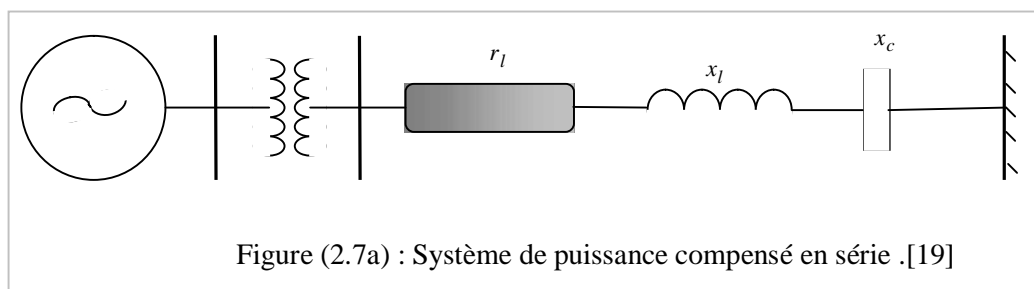 r_l
x_l
x_c
Figure (2.7a) : Système de puissance compensé en série .[19]